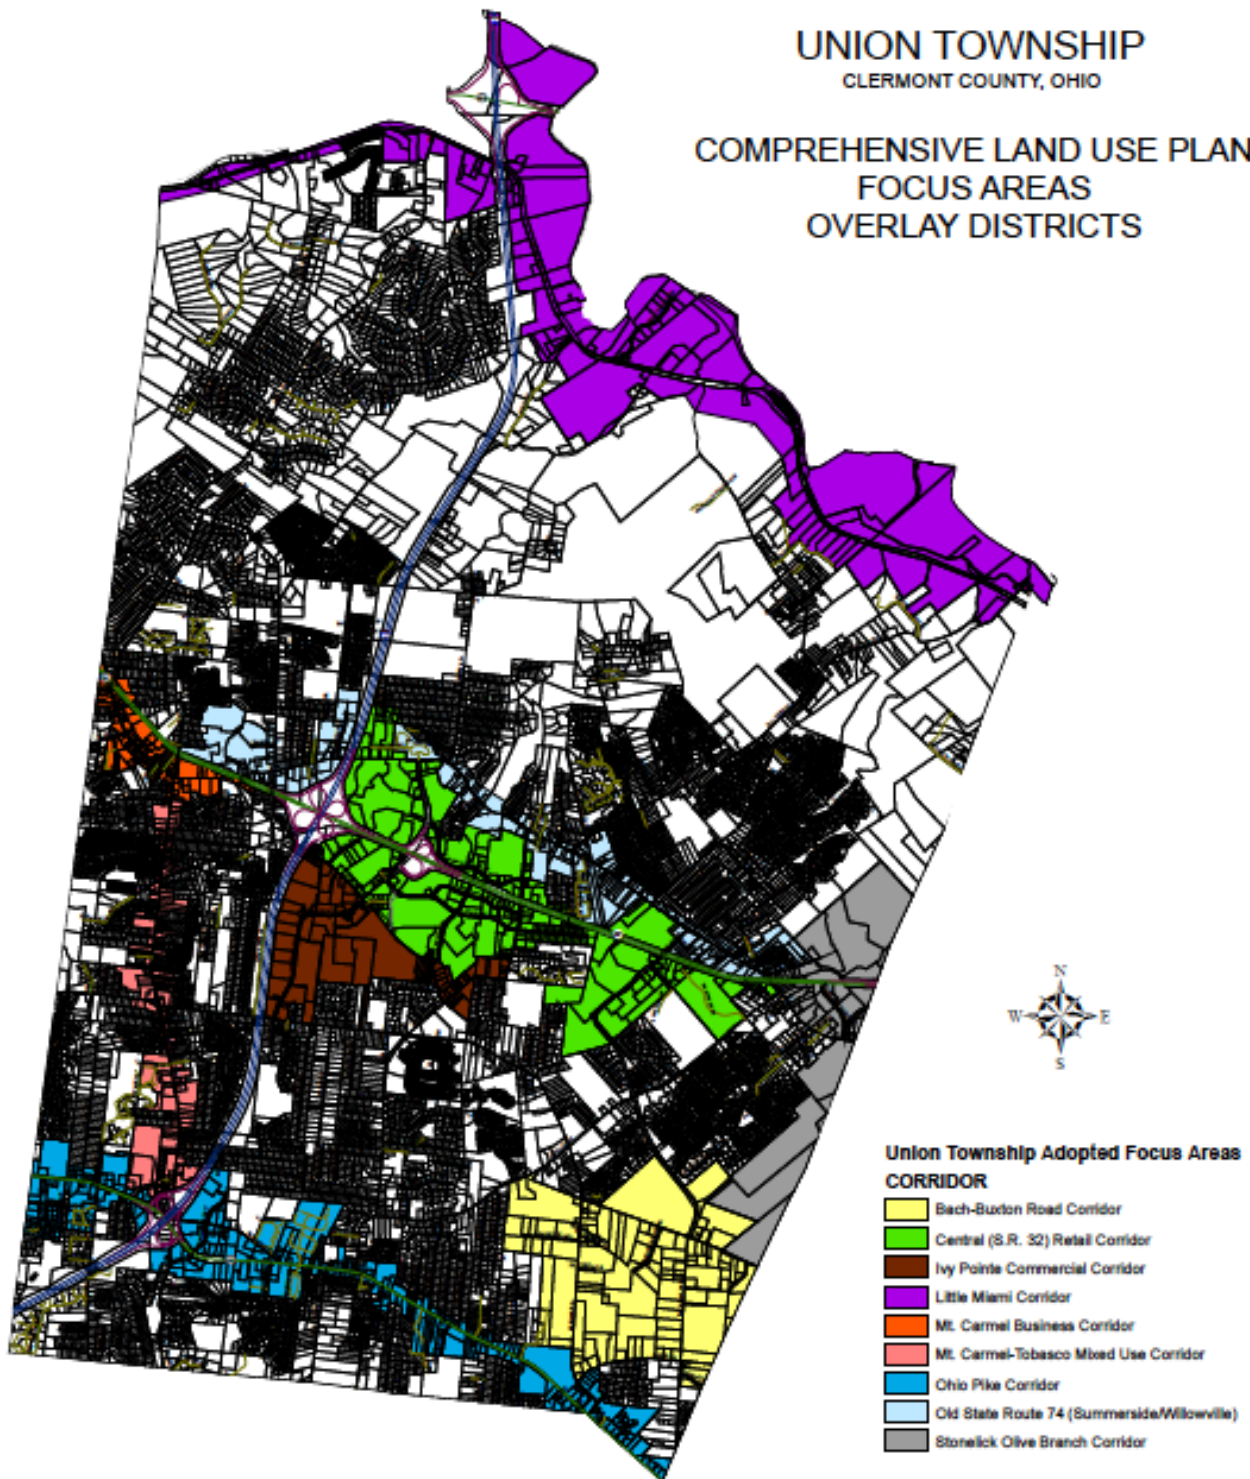 UNION TOWNSHIP
CLERMONT COUNTY, OHIO
COMPREHENSIVE LAND USE PLAN
FOCUS AREAS
OVERLAY DISTRICTS
N
W E
S
Union Township Adopted Focus Areas
CORRIDOR
Bach-Buxton Road Corridor
Central (S.R. 32) Retail Corridor
Ivy Pointe Commercial Corridor
Little Miami Corridor
Mt. Carmel Business Corridor
Mt. Carmel-Tobasco Mixed Use Corridor
Ohio Pike Corridor
Old State Route 74 (Summerside/Willowville)
Stonelick Olive Branch Corridor